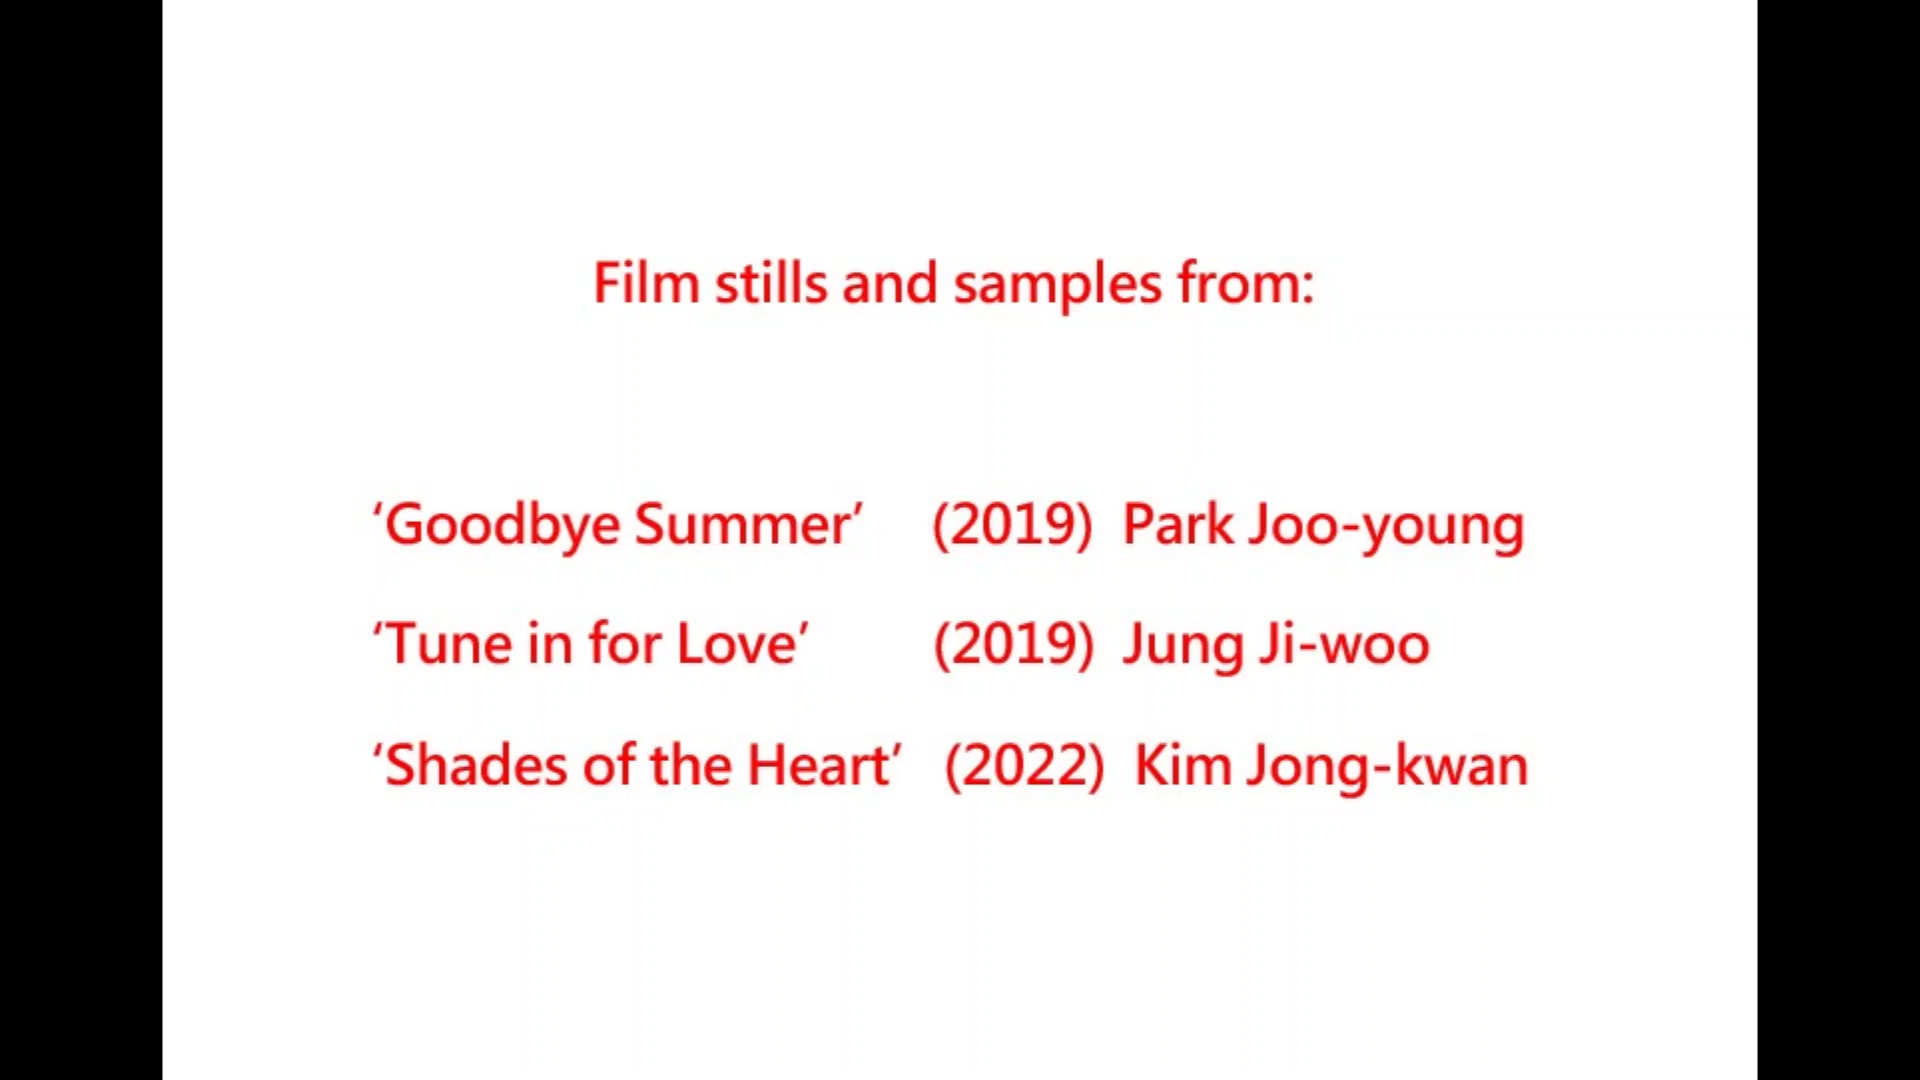 Film stills and samples from:
‘Goodbye Summer’ (2019) Park Joo-young
‘Tune in for Love’ (2019) Jung Ji-woo
‘Shades of the Heart’ (2022) Kim Jong-kwan